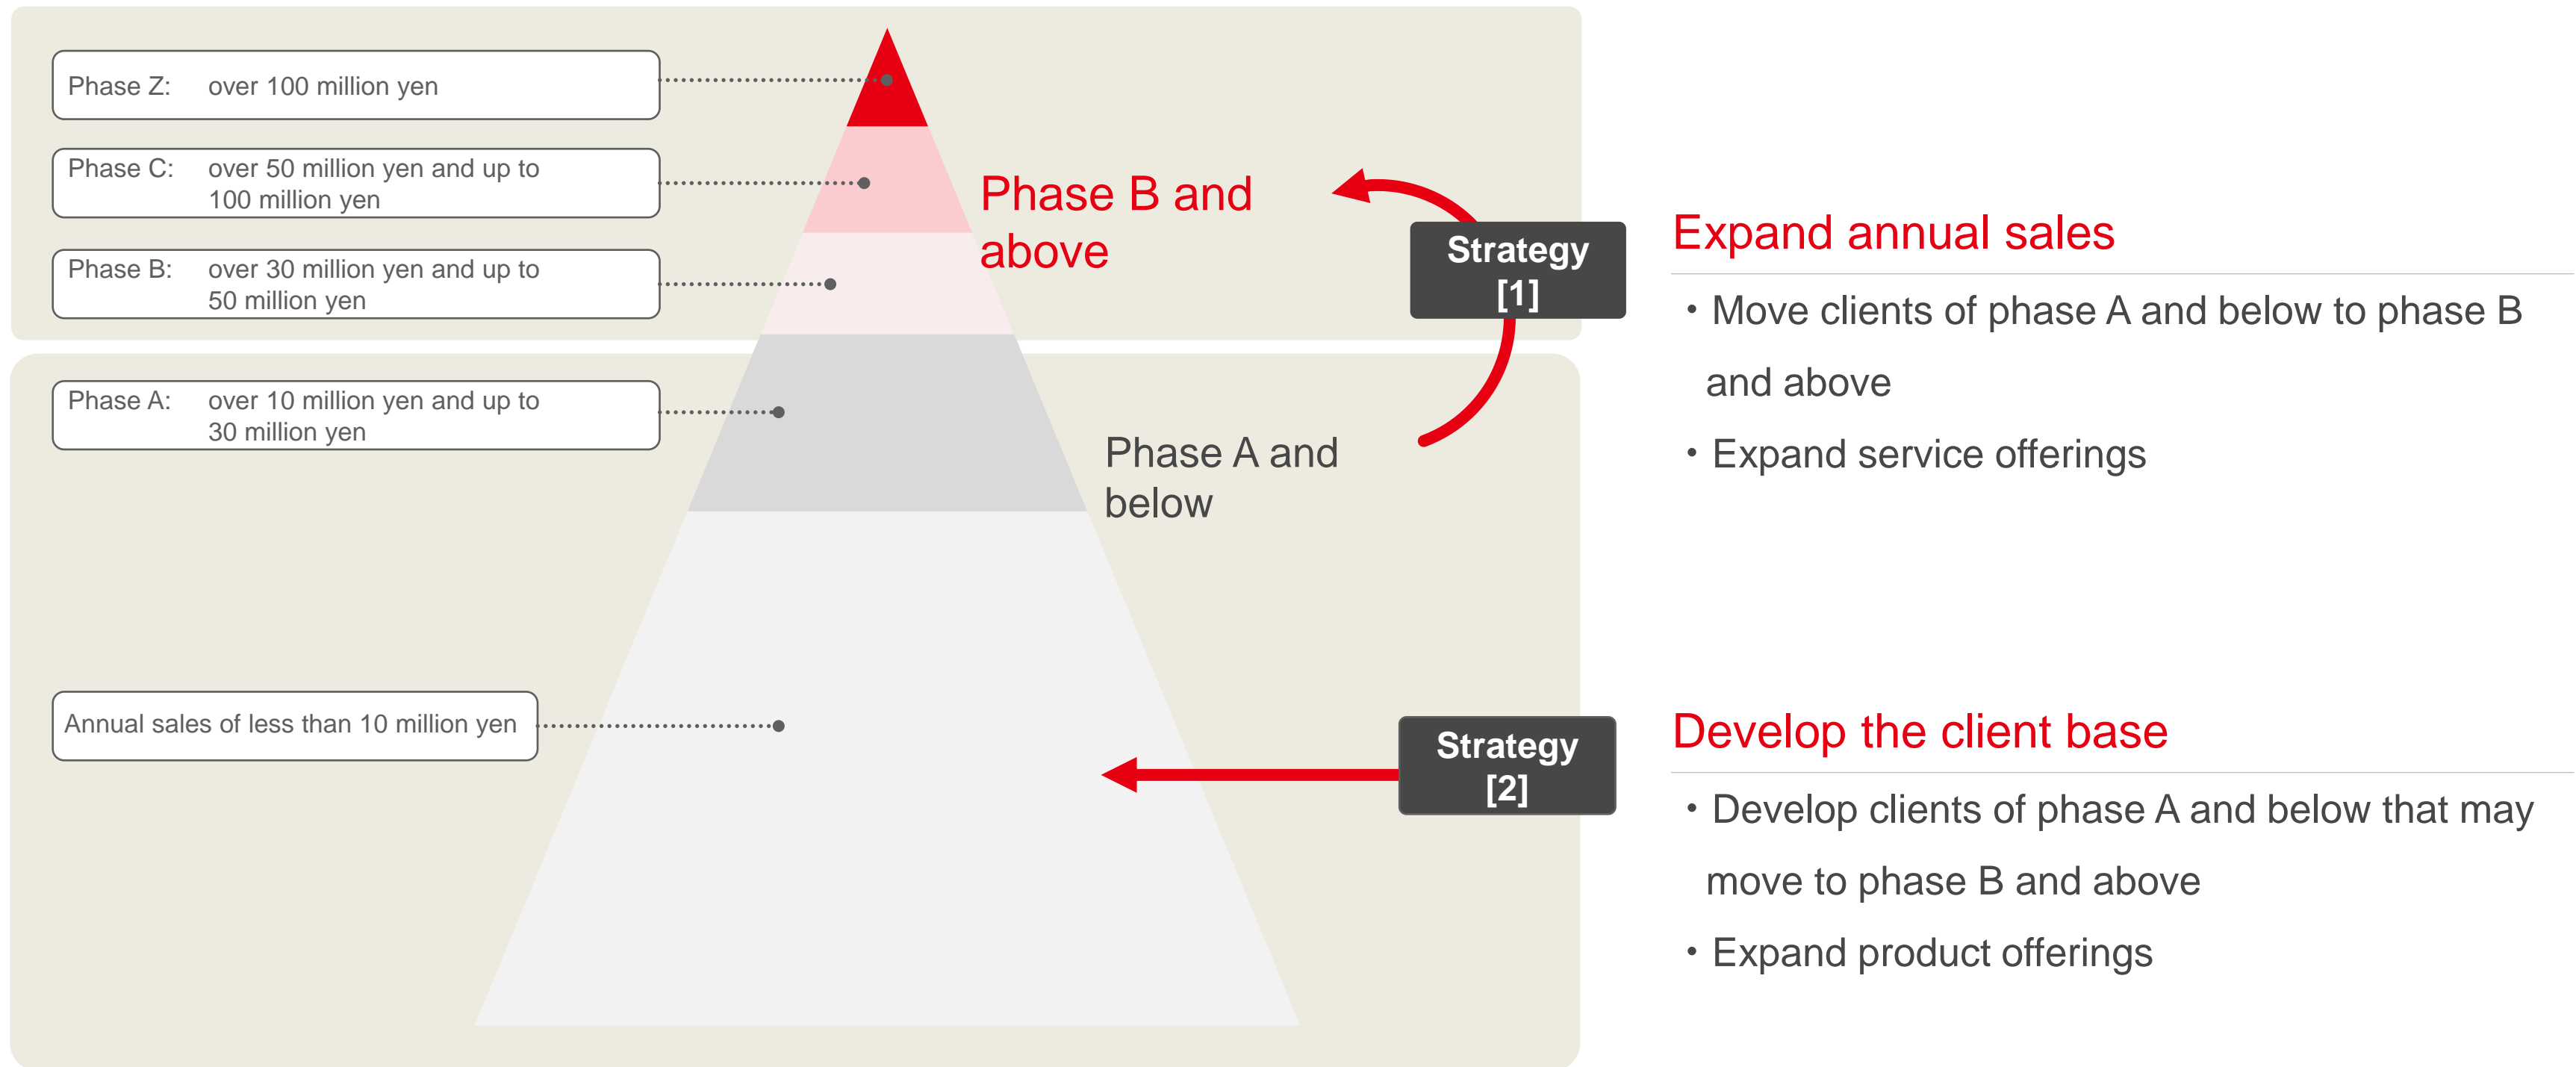 Phase Z: over 100 million yen
Phase C: over 50 million yen and up to
100 million yen
Phase B: over 30 million yen and up to
50 million yen
Phase B and
above
Phase A: over 10 million yen and up to
30 million yen
Phase A and
below
Annual sales of less than 10 million yen
Strategy
[1]
Expand annual sales
・Move clients of phase A and below to phase B
and above
・Expand service offerings
Strategy
[2]
Develop the client base
・Develop clients of phase A and below that may
move to phase B and above
・Expand product offerings